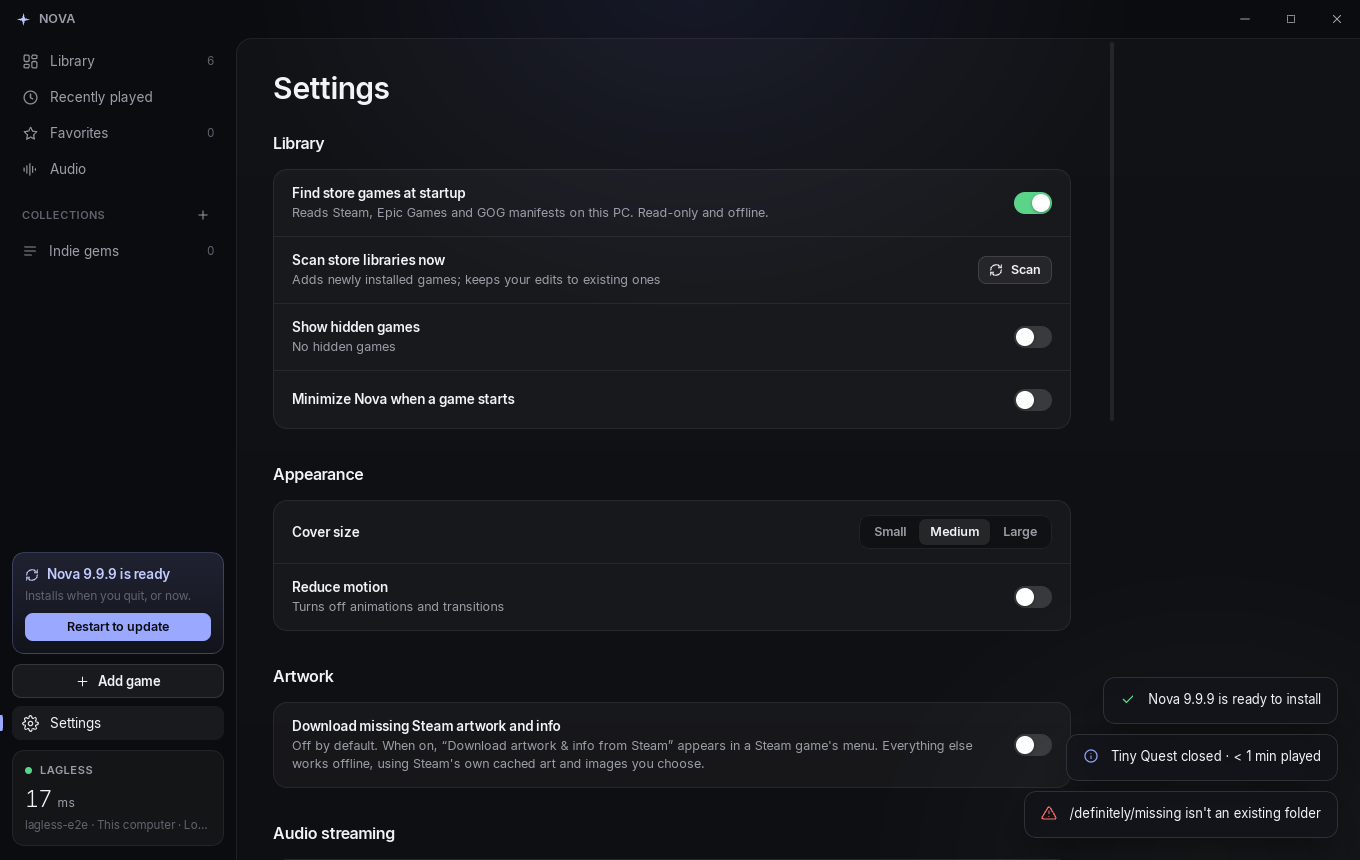 NOVA
Library 6
Recently played
Favorites 0
Audio
COLLECTIONS
Indie gems 0
Nova 9.9.9 is ready
Installs when you quit, or now.
Restart to update
Add game
Settings
LAGLESS
17 ms
lagless-e2e · This computer · Lo...
Settings
Library
Find store games at startup
Reads Steam, Epic Games and GOG manifests on this PC. Read-only and offline.
Scan store libraries now
Adds newly installed games; keeps your edits to existing ones
Scan
Show hidden games
No hidden games
Minimize Nova when a game starts
Appearance
Cover size
Small Medium Large
Reduce motion
Turns off animations and transitions
Artwork
Download missing Steam artwork and info
Off by default. When on, “Download artwork & info from Steam” appears in a Steam game's menu. Everything else
works offline, using Steam's own cached art and images you choose.
Audio streaming
Nova 9.9.9 is ready to install
Tiny Quest closed · < 1 min played
/definitely/missing isn't an existing folder